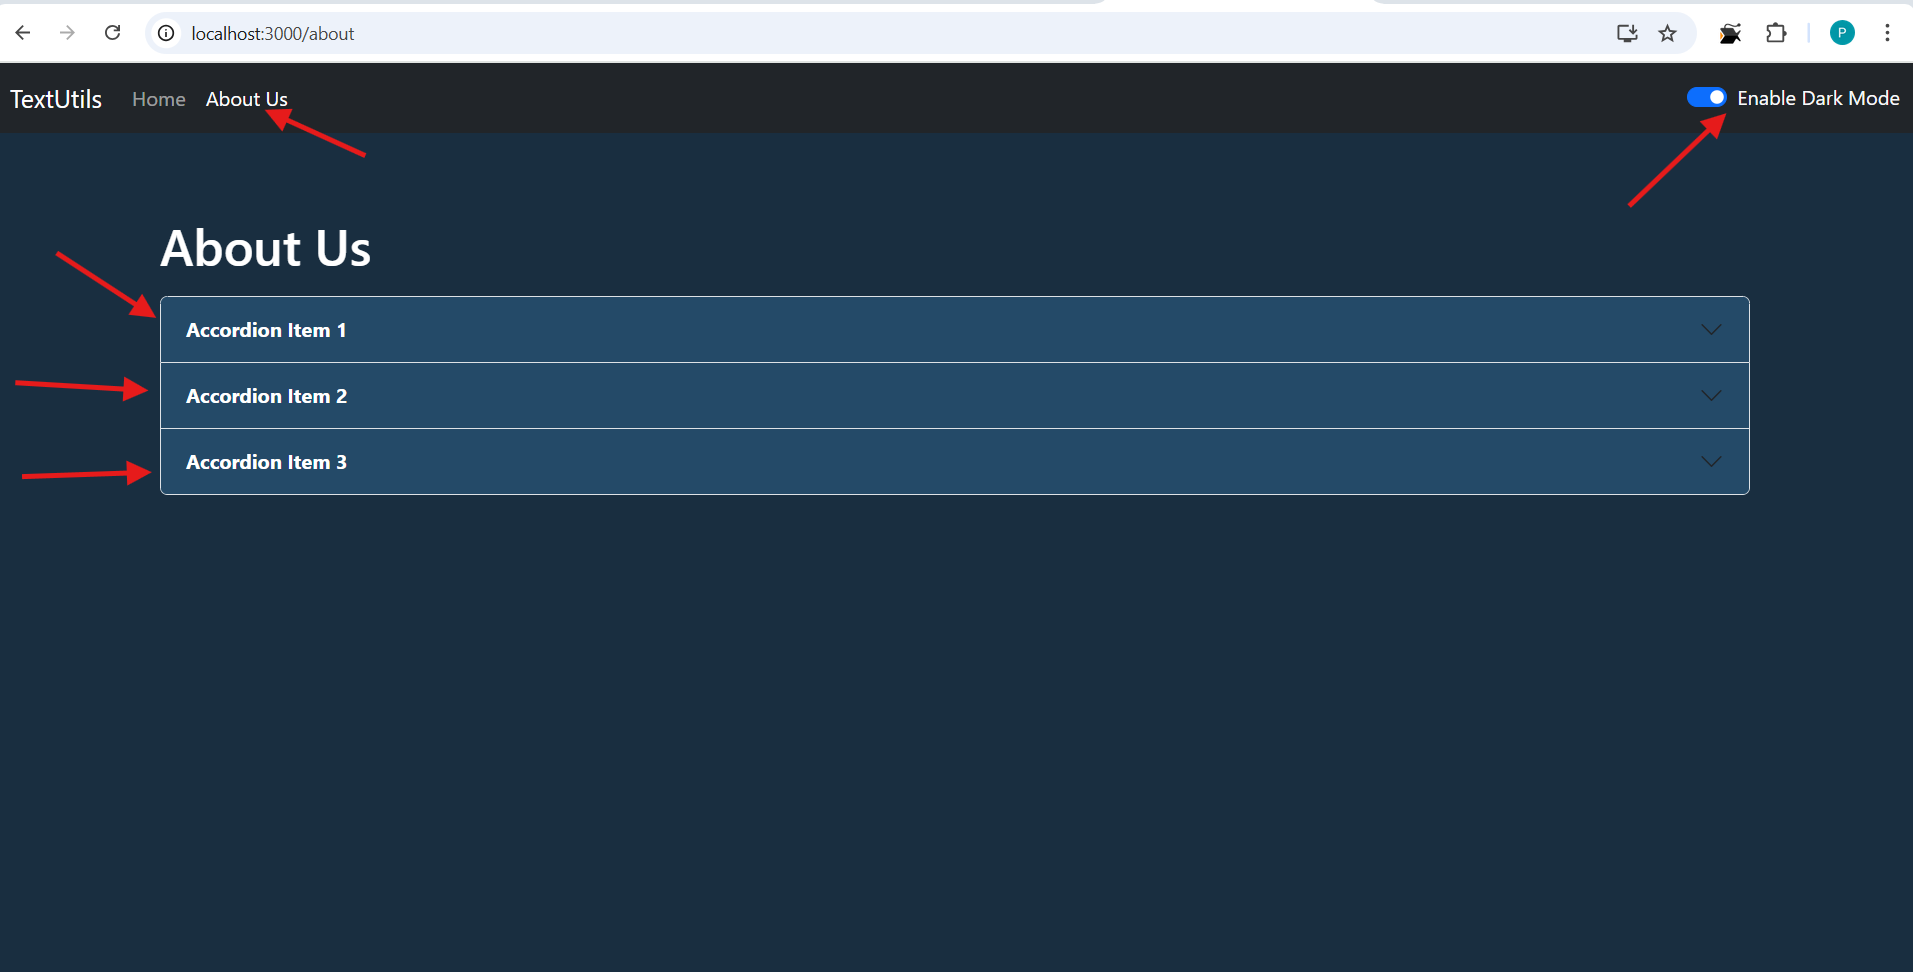 localhost:3000/about
P
TextUtils Home About Us Enable Dark Mode
About Us
Accordion Item 1
Accordion Item 2
Accordion Item 3